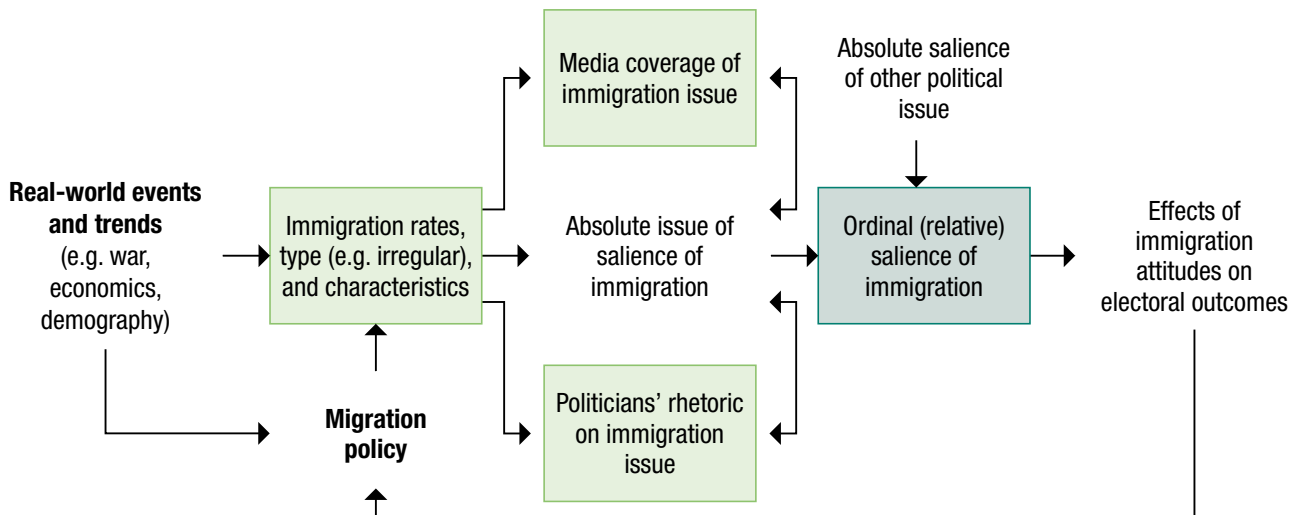 Media coverage of
immigration issue
Absolute salience
of other political
issue
Real-world events
and trends
(e.g. war,
economics,
demography)
Immigration rates,
type (e.g. irregular),
and characteristics
Absolute issue of
salience of
immigration
Ordinal (relative)
salience of
immigration
Effects of
immigration
attitudes on
electoral outcomes
Migration
policy
Politicians’ rhetoric
on immigration
issue